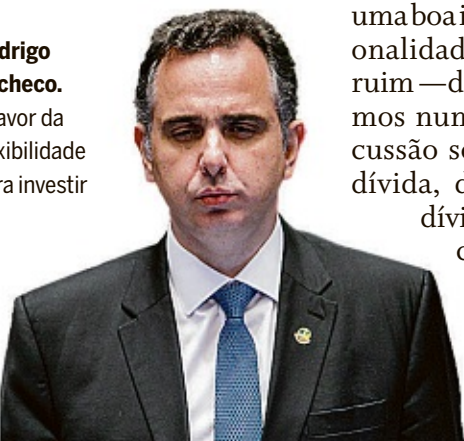 drigo
checo.
avor da
xibilidade
ra investir
uma boa i
onalidad
ruim —d
mos num
cussão se
dívida, d
dívi
c